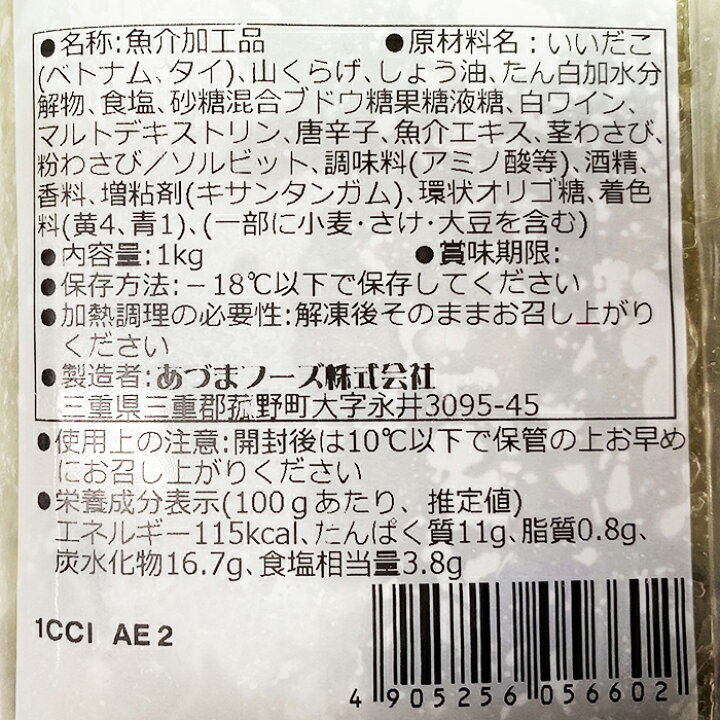 ●名称:魚介加工品 ●原材料名:いいだこ
(ベトナム、タイ)、山くらげ、しょう油、たん白加水分
解物、食塩、砂糖混合ブドウ糖果糖液糖、白ワイン、
マルトデキストリン、唐辛子、魚介エキス、茎わさび、
粉わさび/ソルビット、調味料(アミノ酸等)、酒精、
香料、増粘剤(キサンタンガム)、環状オリゴ糖、着色
料(黄4、青1)、(一部に小麦・さけ・大豆を含む)
●内容量:1kg ●賞味期限:
●保存方法:-18℃以下で保存してください
●加熱調理の必要性:解凍後そのままお召し上がり
ください
●製造者:あづまフーズ株式会社
三重県三重郡菰野町大字永井3095-45
●使用上の注意:開封後は10℃以下で保管の上お早め
にお召し上がりください
●栄養成分表示(100gあたり、推定値)
エネルギー115kcal、たんぱく質11g、脂質0.8g、
炭水化物16.7g、食塩相当量3.8g
1CCI AE2
4 905256 056602